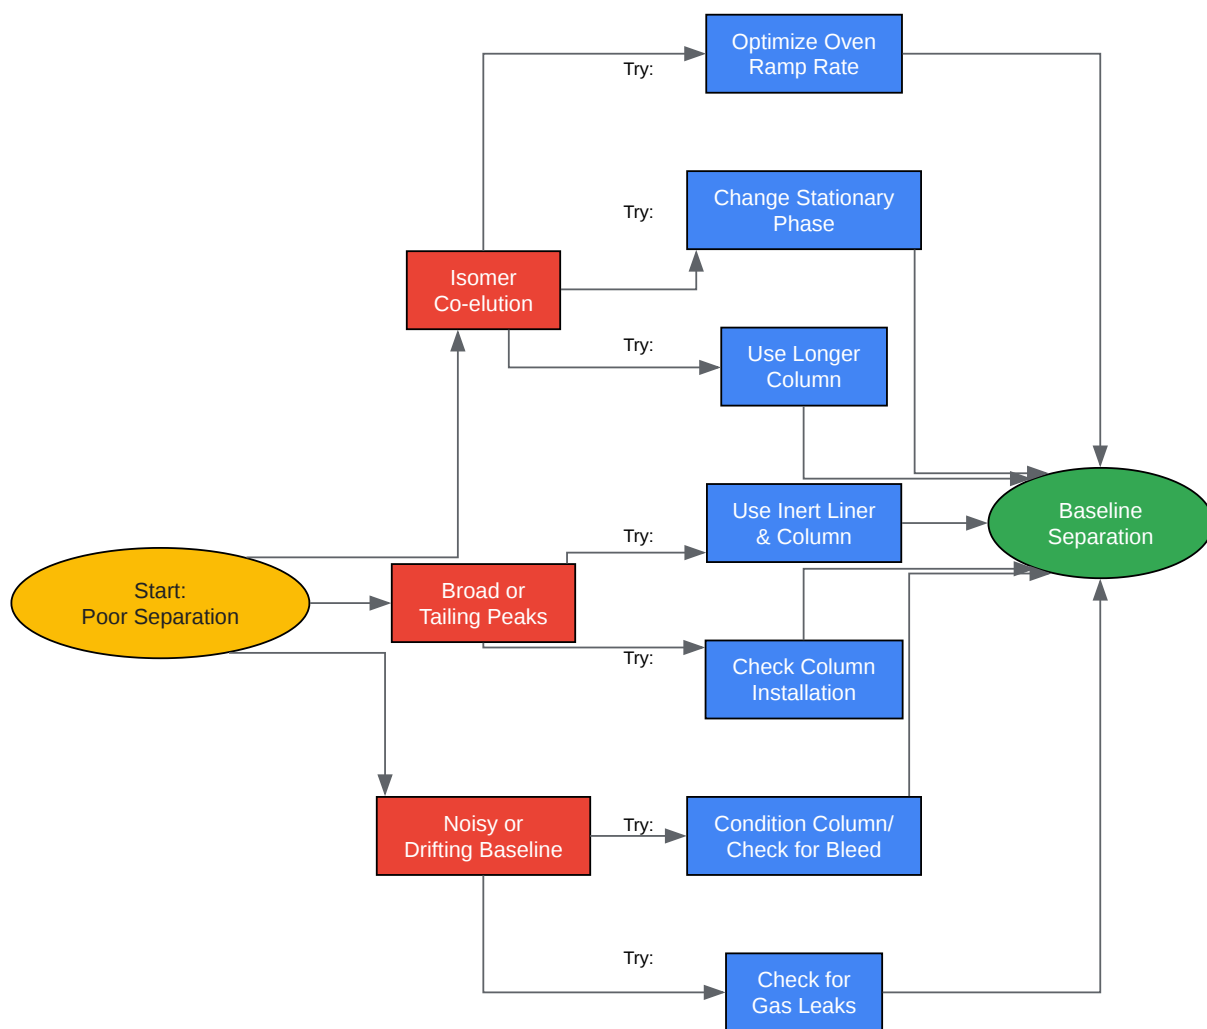 Optimize Oven
Ramp Rate
Try:
Change Stationary
Phase
Try:
Isomer
Co-elution
Try:
Use Longer
Column
Use Inert Liner
& Column
Baseline
Separation
Try:
Start:
Poor Separation
Broad or
Tailing Peaks
Try:
Check Column
Installation
Noisy or
Drifting Baseline
Try:
Condition Column/
Check for Bleed
Try:
Check for
Gas Leaks